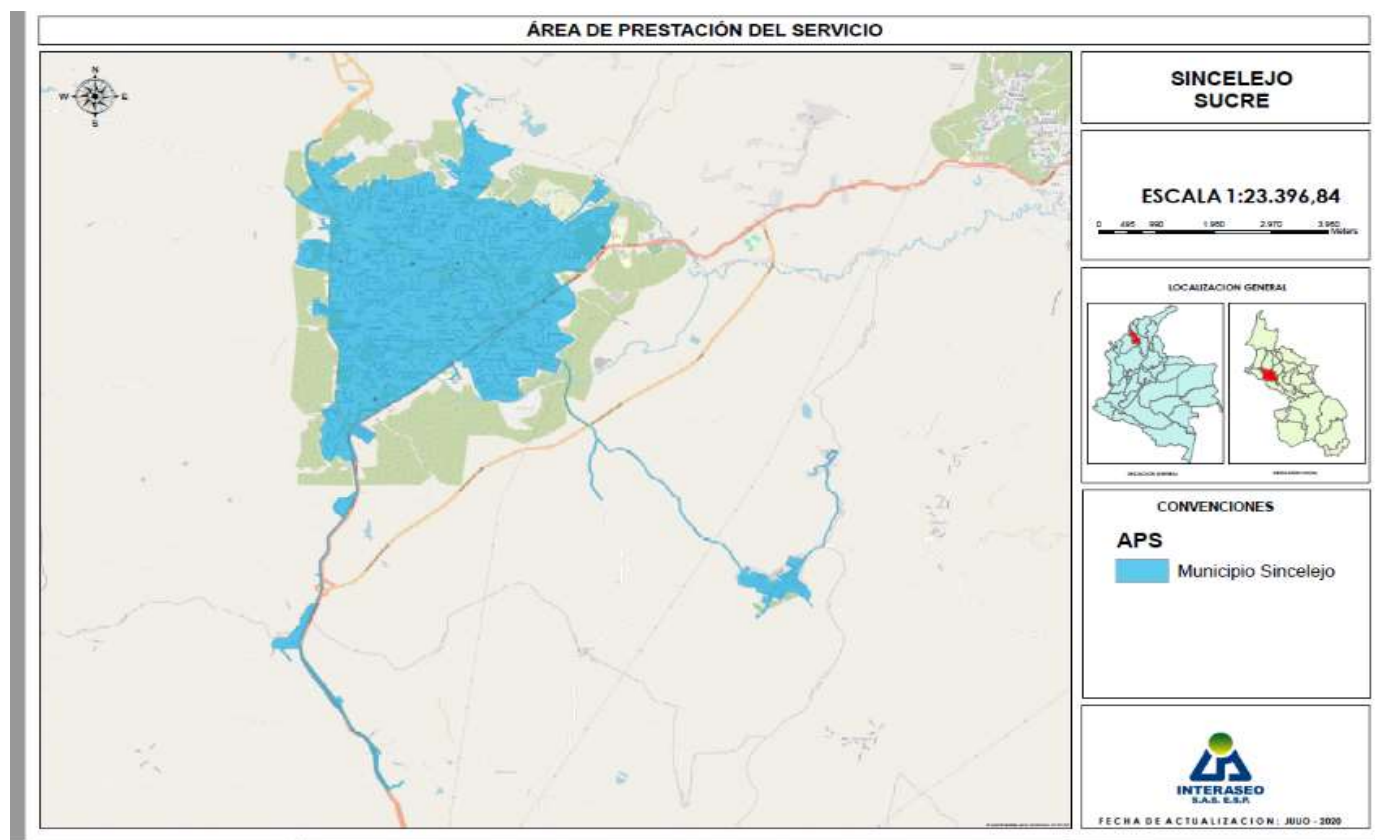 ÁREA DE PRESTACIÓN DEL SERVICIO
N
W E
S
SINCELEJO
SUCRE
ESCALA 1:23.396,84
0 495 990 1.980 2.970 3.960
Meters
LOCALIZACION GENERAL
CONVENCIONES
APS
Municipio Sincelejo
INTERASEO
S.A.S. E.S.P.
FECHA DE ACTUALIZACION: JULIO - 2020